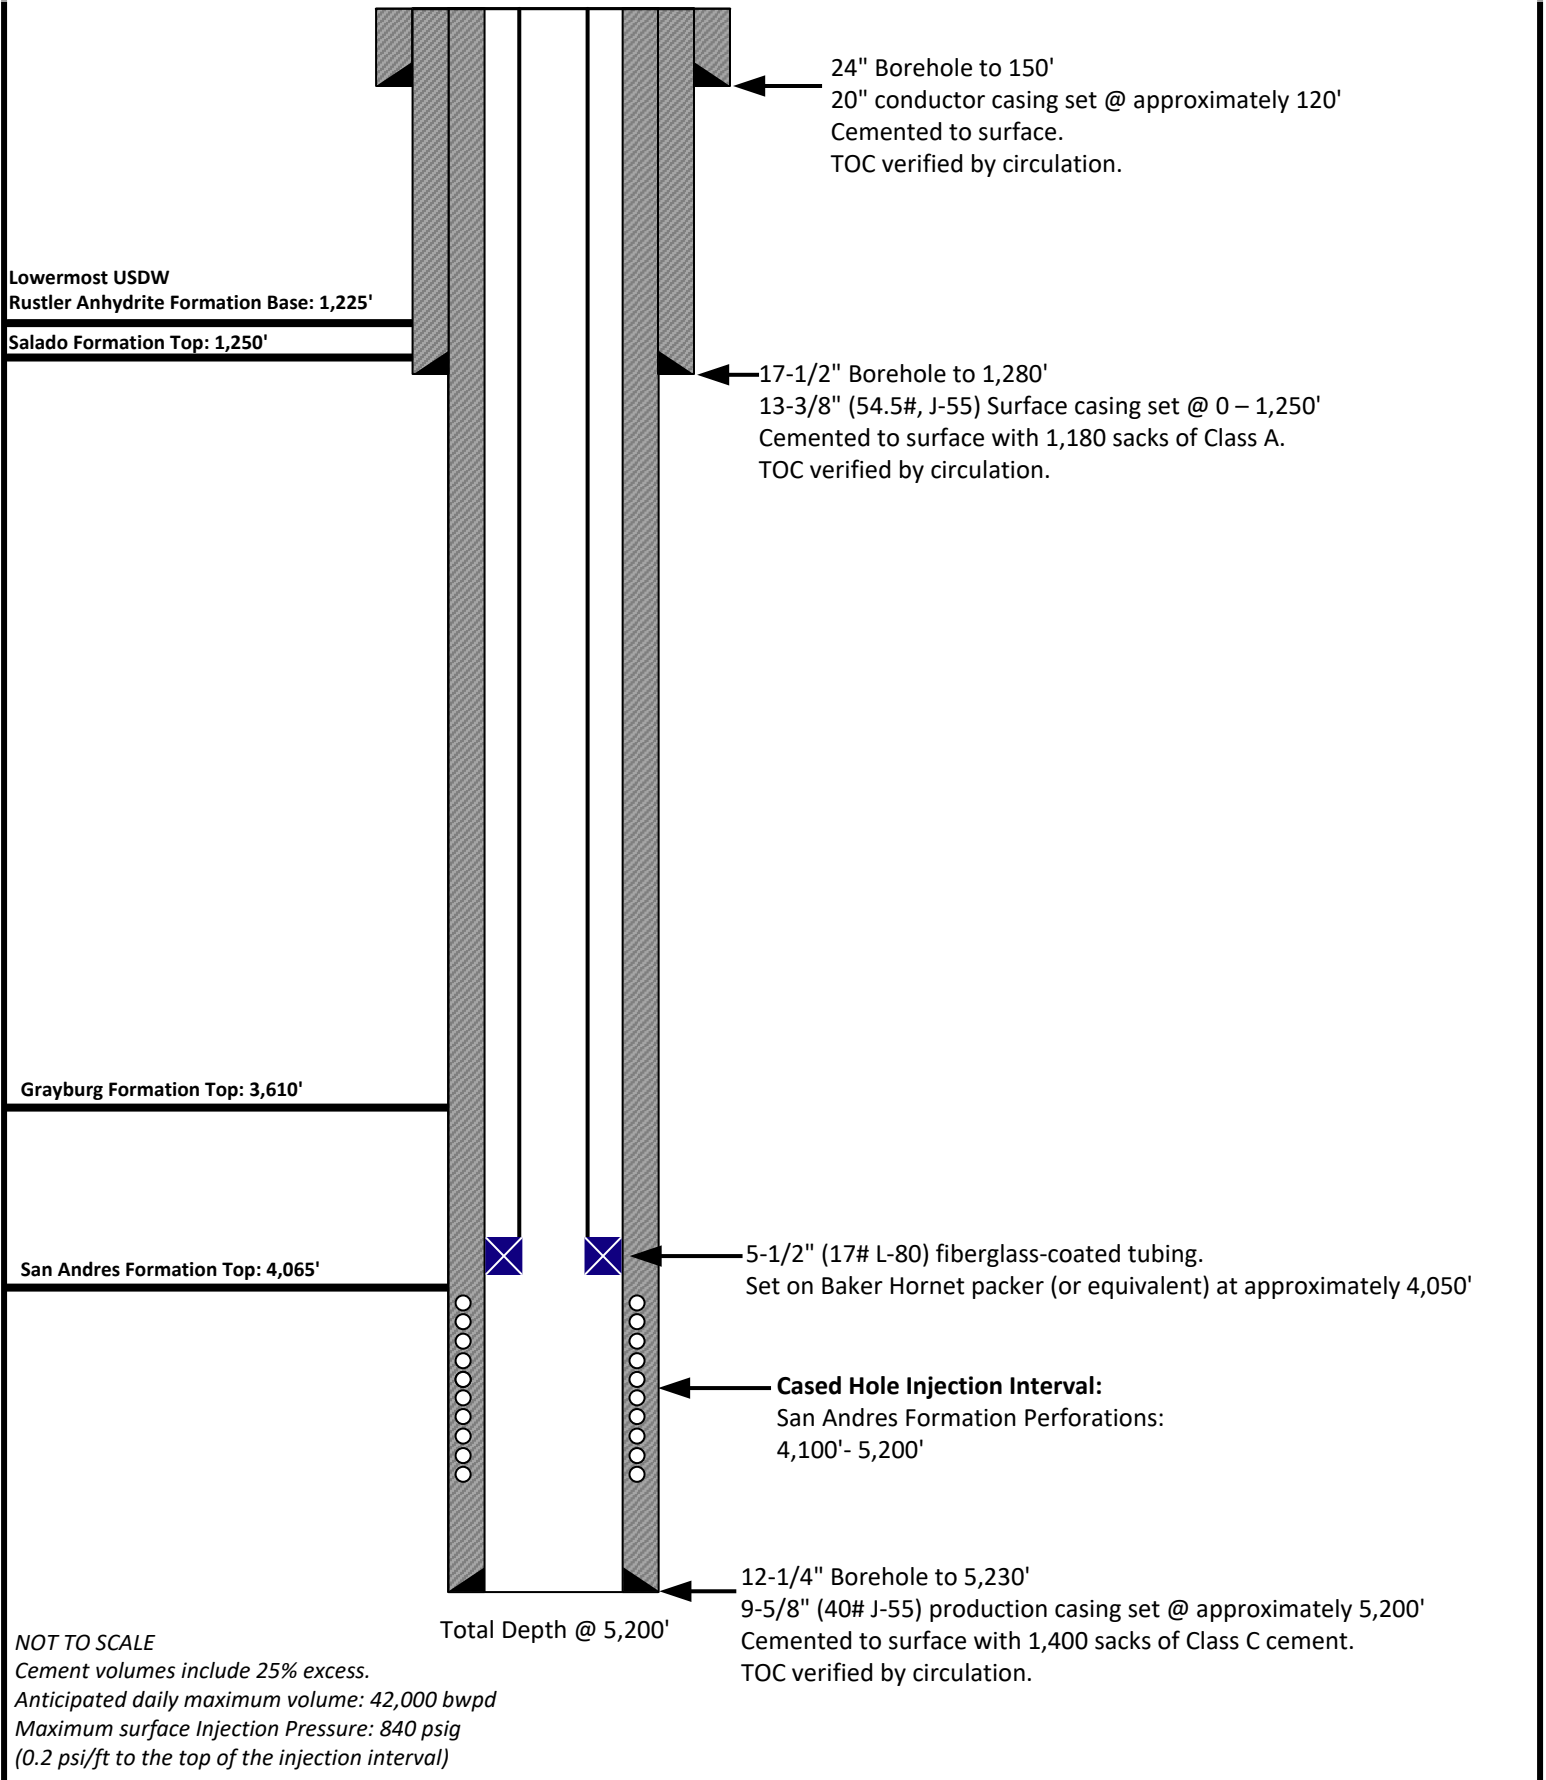 24" Borehole to 150'
20" conductor casing set @ approximately 120'
Cemented to surface.
TOC verified by circulation.
Lowermost USDW
Rustler Anhydrite Formation Base: 1,225'
Salado Formation Top: 1,250'
17-1/2" Borehole to 1,280'
13-3/8" (54.5#, J-55) Surface casing set @ 0 – 1,250'
Cemented to surface with 1,180 sacks of Class A.
TOC verified by circulation.
Grayburg Formation Top: 3,610'
San Andres Formation Top: 4,065'
5-1/2" (17# L-80) fiberglass-coated tubing.
Set on Baker Hornet packer (or equivalent) at approximately 4,050'
Cased Hole Injection Interval:
San Andres Formation Perforations:
4,100'- 5,200'
12-1/4" Borehole to 5,230'
9-5/8" (40# J-55) production casing set @ approximately 5,200'
Cemented to surface with 1,400 sacks of Class C cement.
TOC verified by circulation.
Total Depth @ 5,200'
NOT TO SCALE
Cement volumes include 25% excess.
Anticipated daily maximum volume: 42,000 bwpd
Maximum surface Injection Pressure: 840 psig
(0.2 psi/ft to the top of the injection interval)